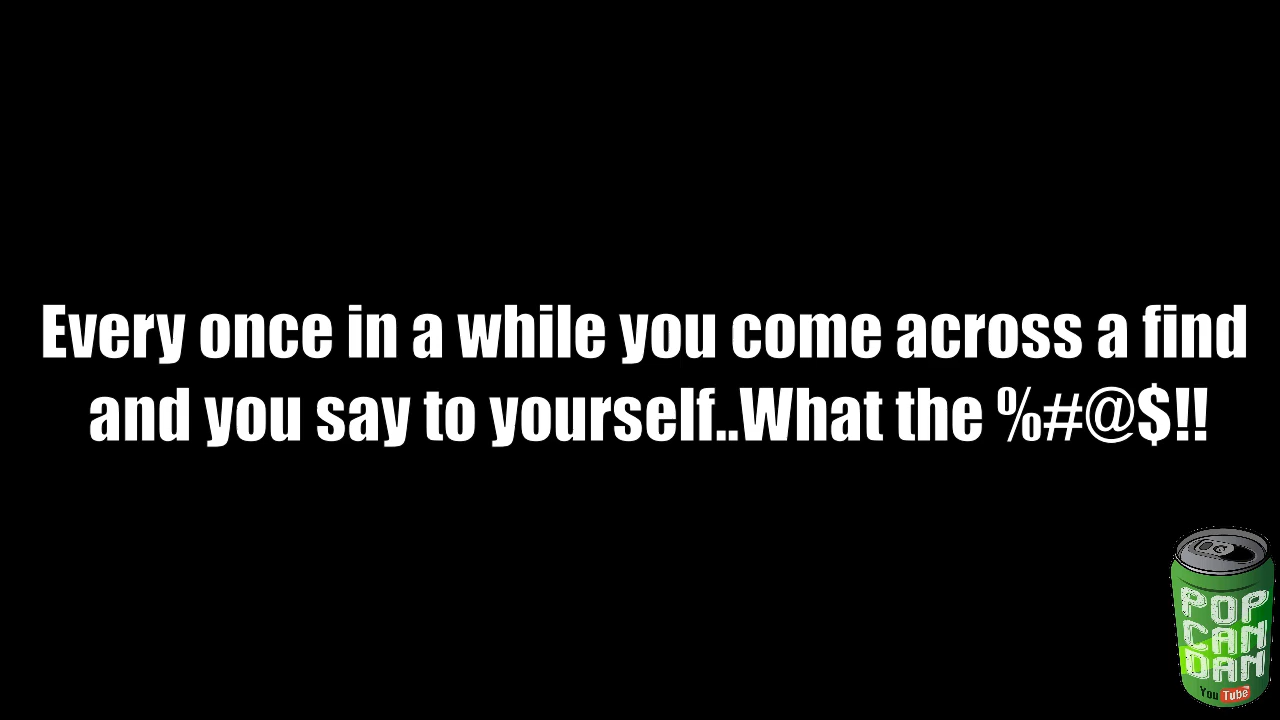 Every once in a while you come across a find
and you say to yourself..What the %#@$!!
POP
CAN
DAN
YouTube